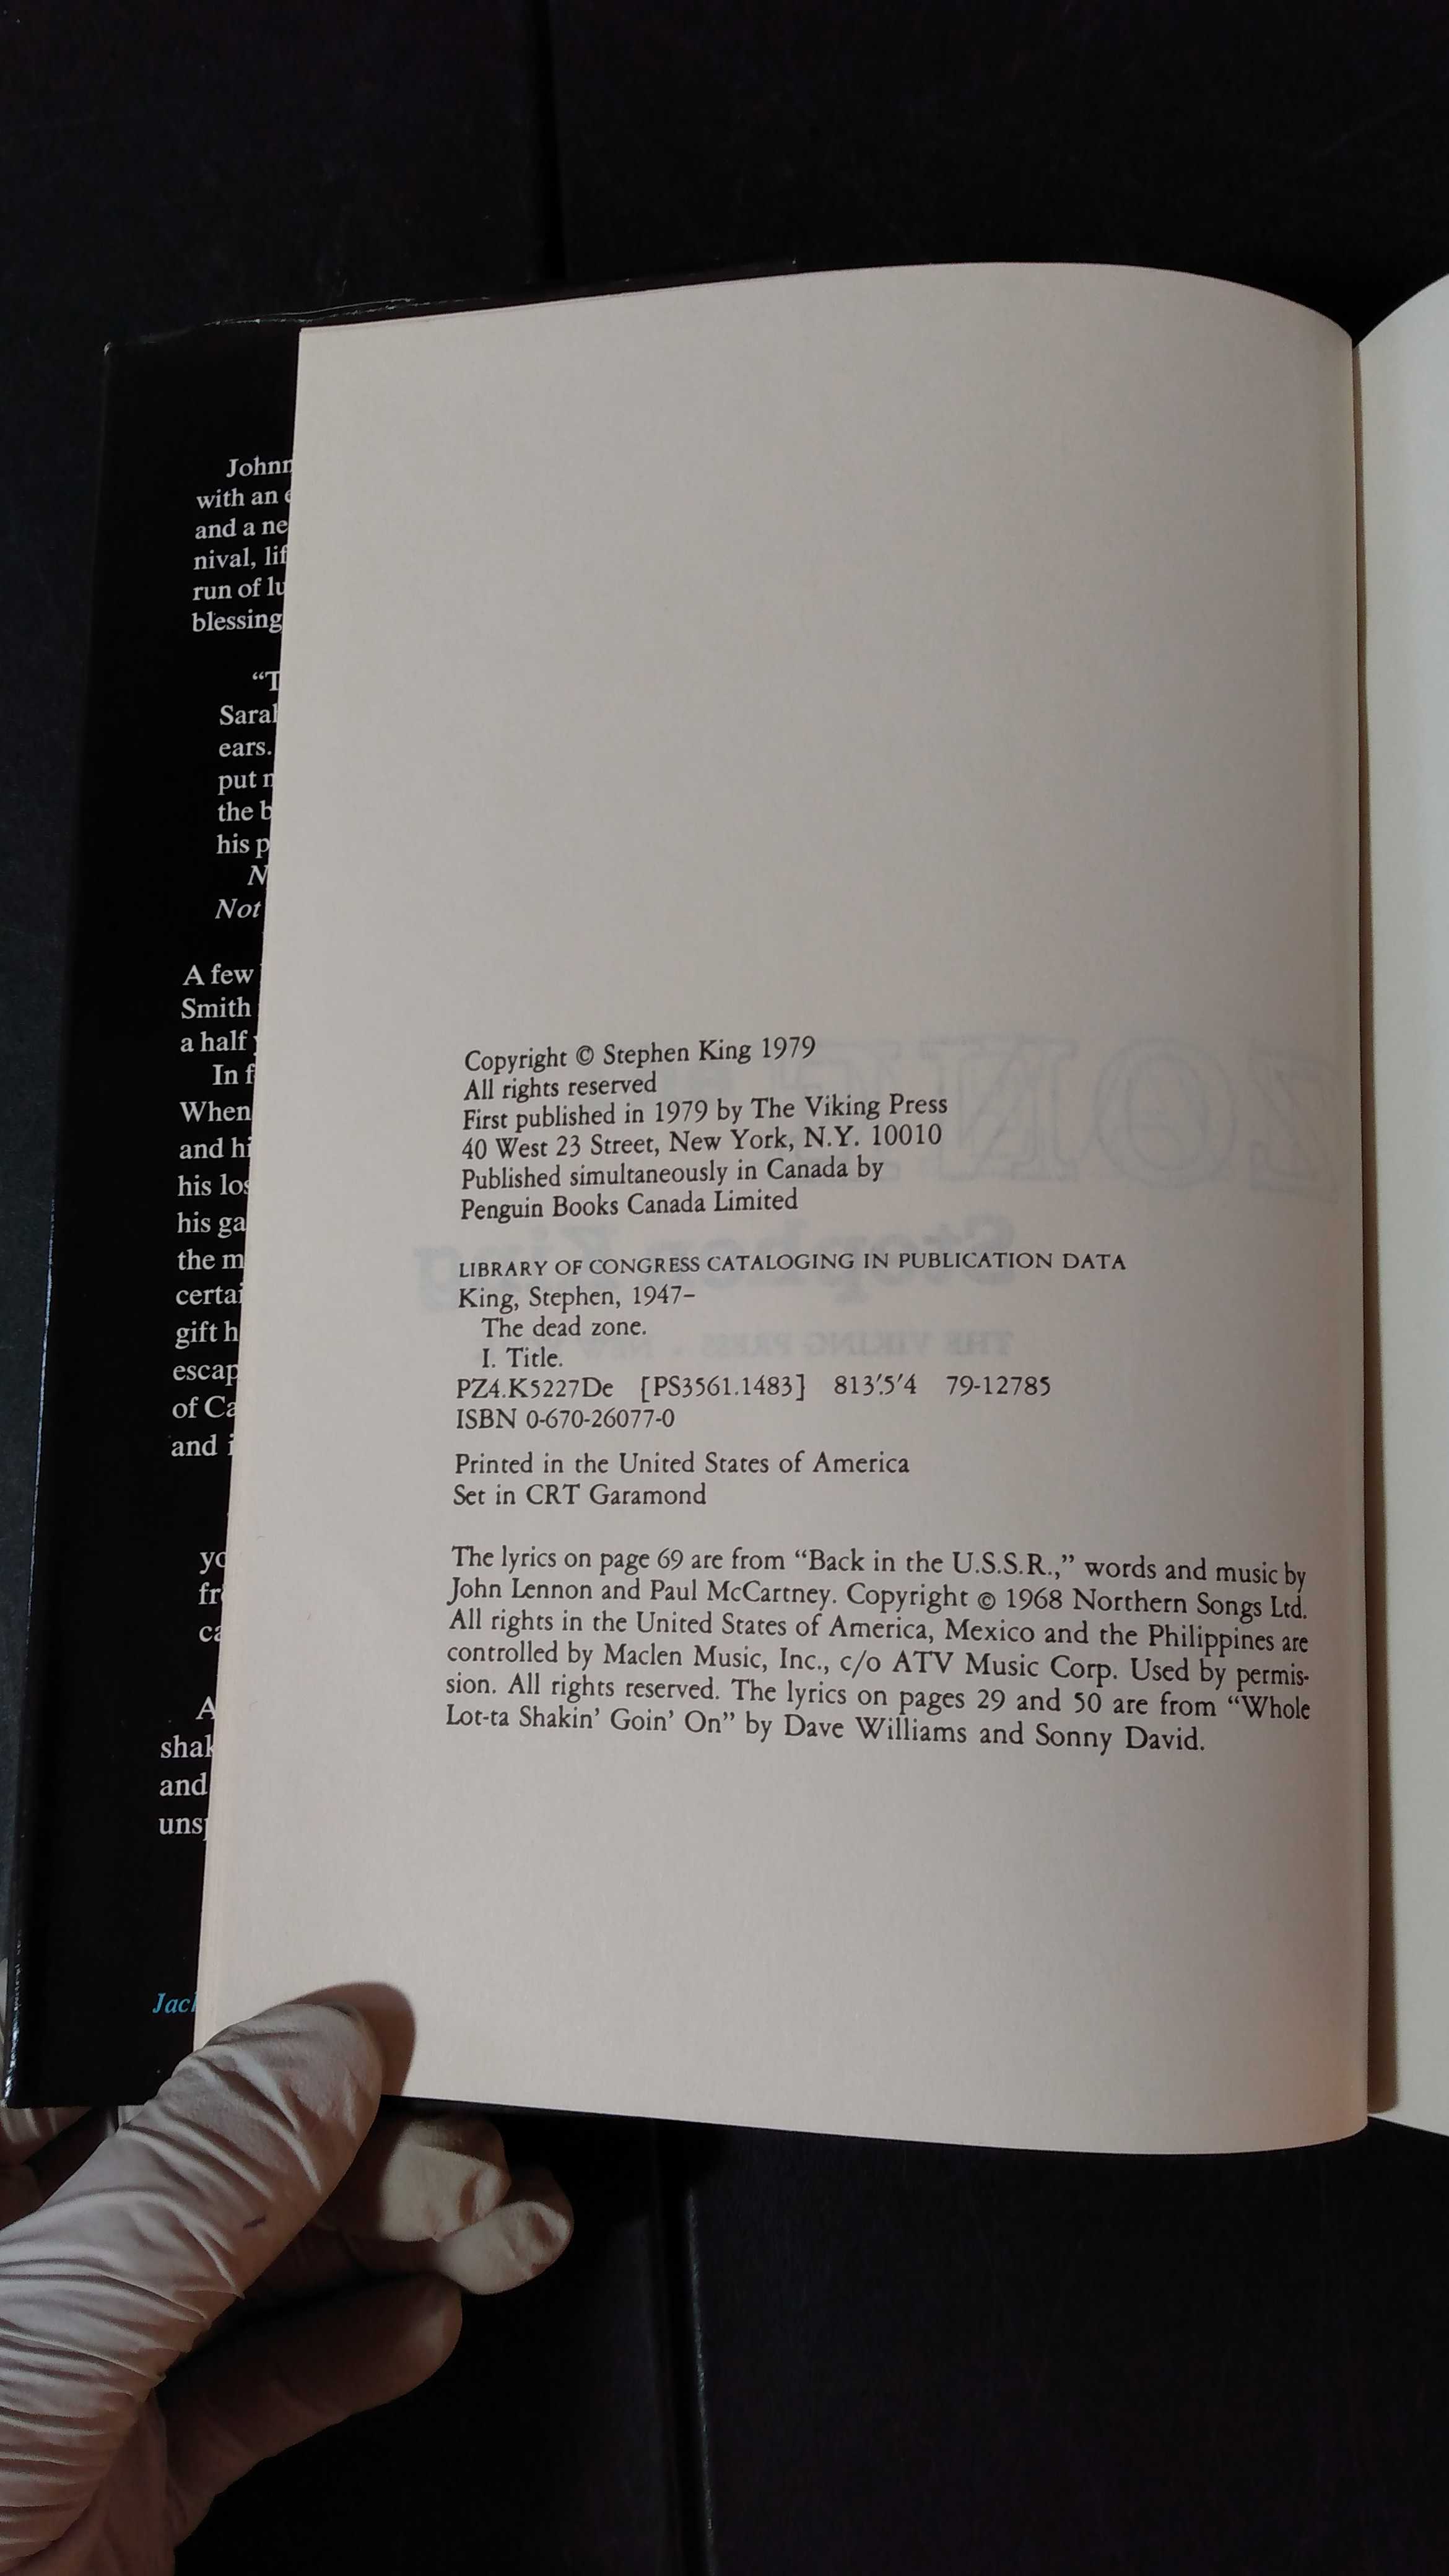 Johnn
with an
and a ne
nival, lif
run of lu
blessing
“T
Saral
ears.
put
the b
his p
N
Not
A few
Smith
a half
In f
When
and hi
his los
his ga
the m
certai
gift h
escap
of Ca
and i
yo
fr
ca
A
shak
and
uns
Jack
Copyright © Stephen King 1979
All rights reserved
First published in 1979 by The Viking Press
40 West 23 Street, New York, N.Y. 10010
Published simultaneously in Canada by
Penguin Books Canada Limited
LIBRARY OF CONGRESS CATALOGING IN PUBLICATION DATA
King, Stephen, 1947–
The dead zone.
I. Title.
PZ4.K5227De [PS3561.1483] 813'.5'4 79-12785
ISBN 0-670-26077-0
Printed in the United States of America
Set in CRT Garamond
The lyrics on page 69 are from “Back in the U.S.S.R.,” words and music by
John Lennon and Paul McCartney. Copyright © 1968 Northern Songs Ltd.
All rights in the United States of America, Mexico and the Philippines are
controlled by Maclen Music, Inc., c/o ATV Music Corp. Used by permis-
sion. All rights reserved. The lyrics on pages 29 and 50 are from “Whole
Lot-ta Shakin’ Goin’ On” by Dave Williams and Sonny David.